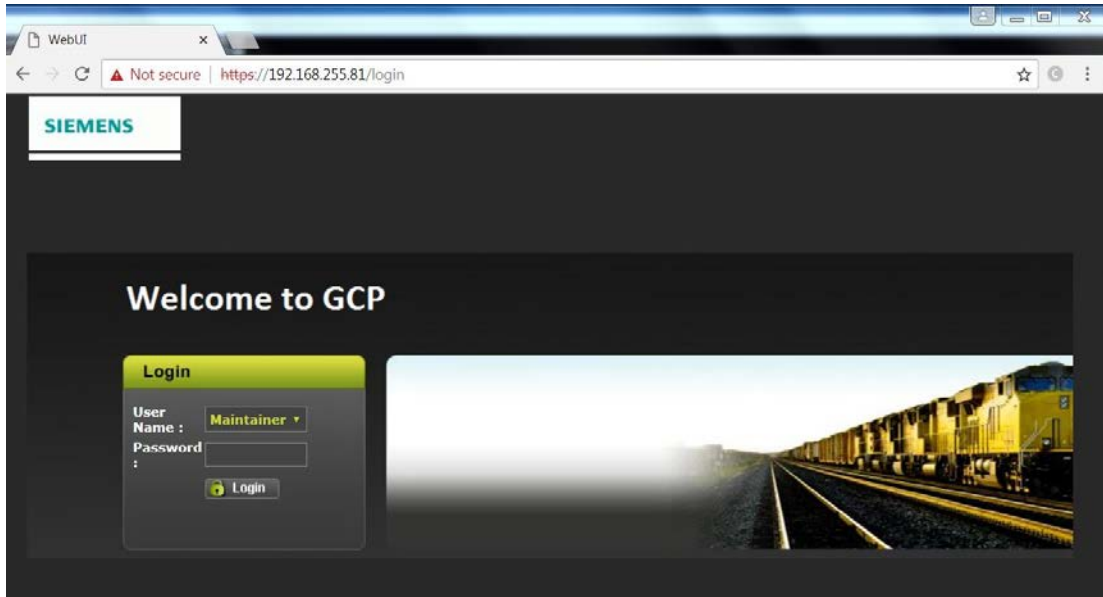 WebUI
Not secure | https://192.168.255.81/login
SIEMENS
Welcome to GCP
Login
User
Name :
Maintainer
Password
:
Login